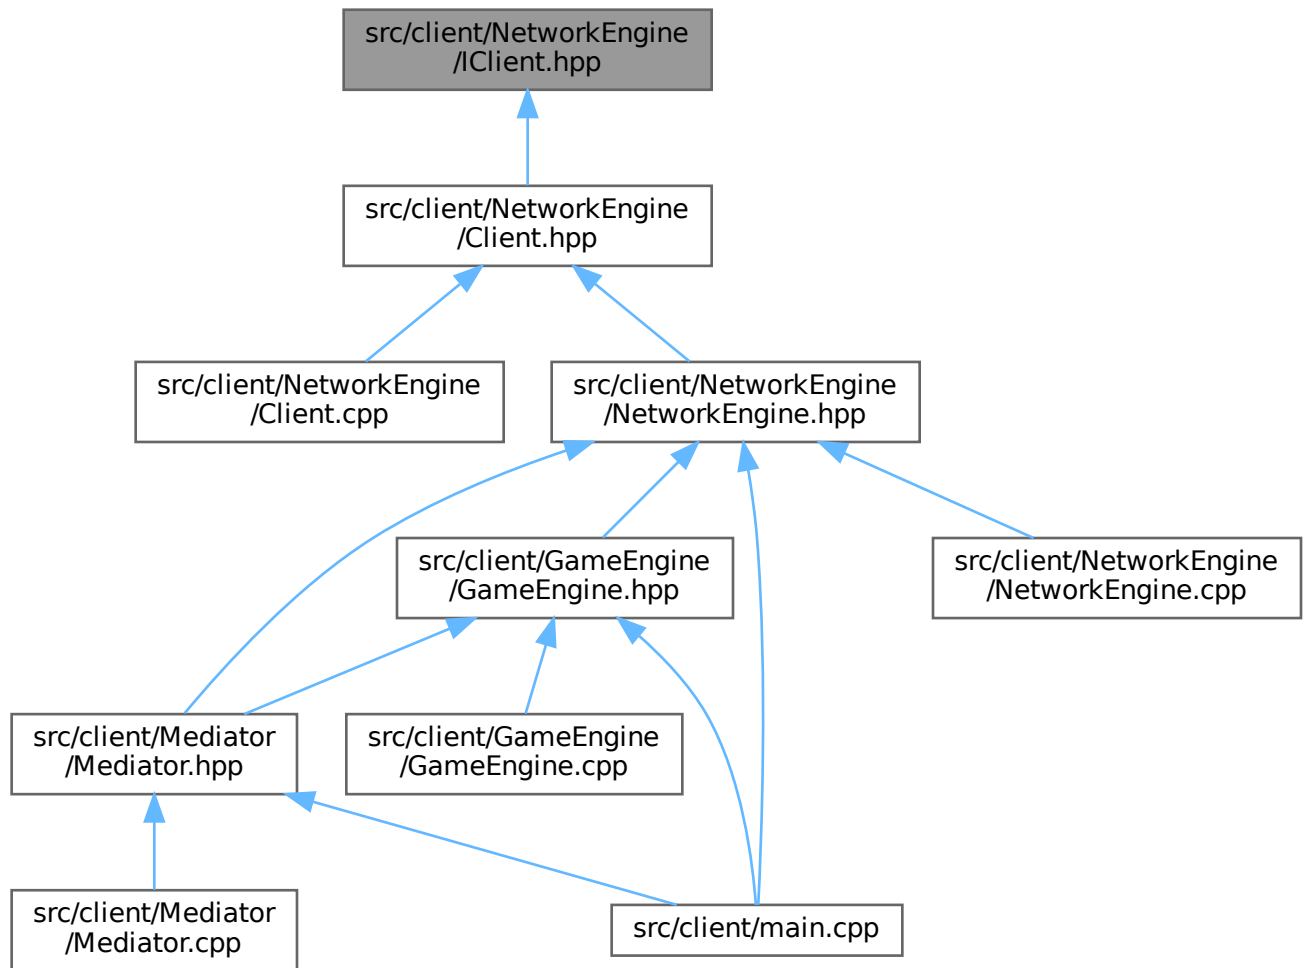 src/client/NetworkEngine
/IClient.hpp
src/client/NetworkEngine
/Client.hpp
src/client/NetworkEngine
/Client.cpp
src/client/NetworkEngine
/NetworkEngine.hpp
src/client/GameEngine
/GameEngine.hpp
src/client/NetworkEngine
/NetworkEngine.cpp
src/client/Mediator
/Mediator.hpp
src/client/GameEngine
/GameEngine.cpp
src/client/Mediator
/Mediator.cpp
src/client/main.cpp